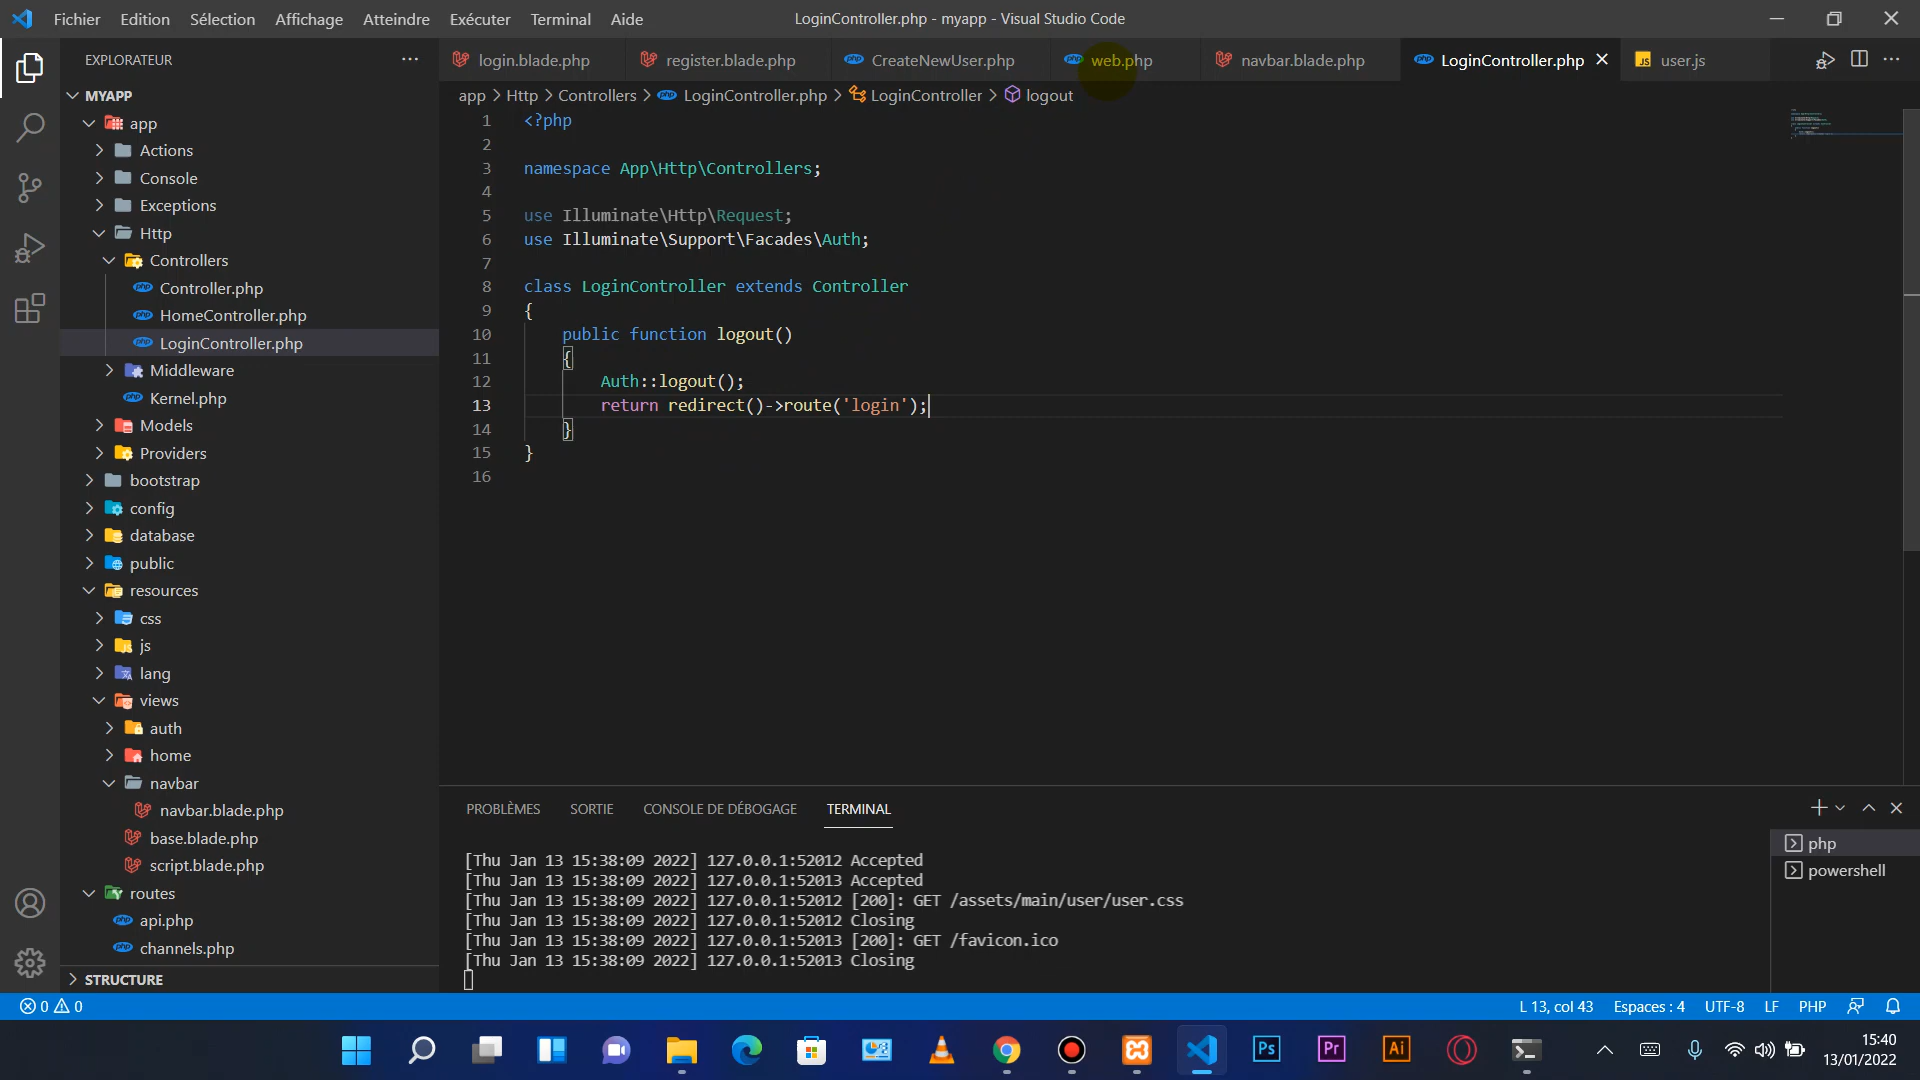 Fichier Edition Sélection Affichage Atteindre Exécuter Terminal Aide
LoginController.php - myapp - Visual Studio Code
EXPLORATEUR
login.blade.php register.blade.php CreateNewUser.php web.php navbar.blade.php LoginController.php user.js
app > Http > Controllers > LoginController.php > LoginController > logout
MYAPP
app
Actions
Console
Exceptions
Http
Controllers
Controller.php
HomeController.php
LoginController.php
Middleware
Kernel.php
Models
Providers
bootstrap
config
database
public
resources
css
js
lang
views
auth
home
navbar
navbar.blade.php
base.blade.php
script.blade.php
routes
api.php
channels.php
STRUCTURE
1 <?php
2
3 namespace App\Http\Controllers;
4
5 use Illuminate\Http\Request;
6 use Illuminate\Support\Facades\Auth;
7
8 class LoginController extends Controller
9 {
10 public function logout()
11 {
12 Auth::logout();
13 return redirect()->route('login');
14 }
15 }
16
PROBLÈMES SORTIE CONSOLE DE DÉBOGAGE TERMINAL
[Thu Jan 13 15:38:09 2022] 127.0.0.1:52012 Accepted
[Thu Jan 13 15:38:09 2022] 127.0.0.1:52013 Accepted
[Thu Jan 13 15:38:09 2022] 127.0.0.1:52012 [200]: GET /assets/main/user/user.css
[Thu Jan 13 15:38:09 2022] 127.0.0.1:52012 Closing
[Thu Jan 13 15:38:09 2022] 127.0.0.1:52013 [200]: GET /favicon.ico
[Thu Jan 13 15:38:09 2022] 127.0.0.1:52013 Closing
php
powershell
0 0
L 13, col 43 Espaces : 4 UTF-8 LF PHP
Ps Pr Ai
15:40
13/01/2022